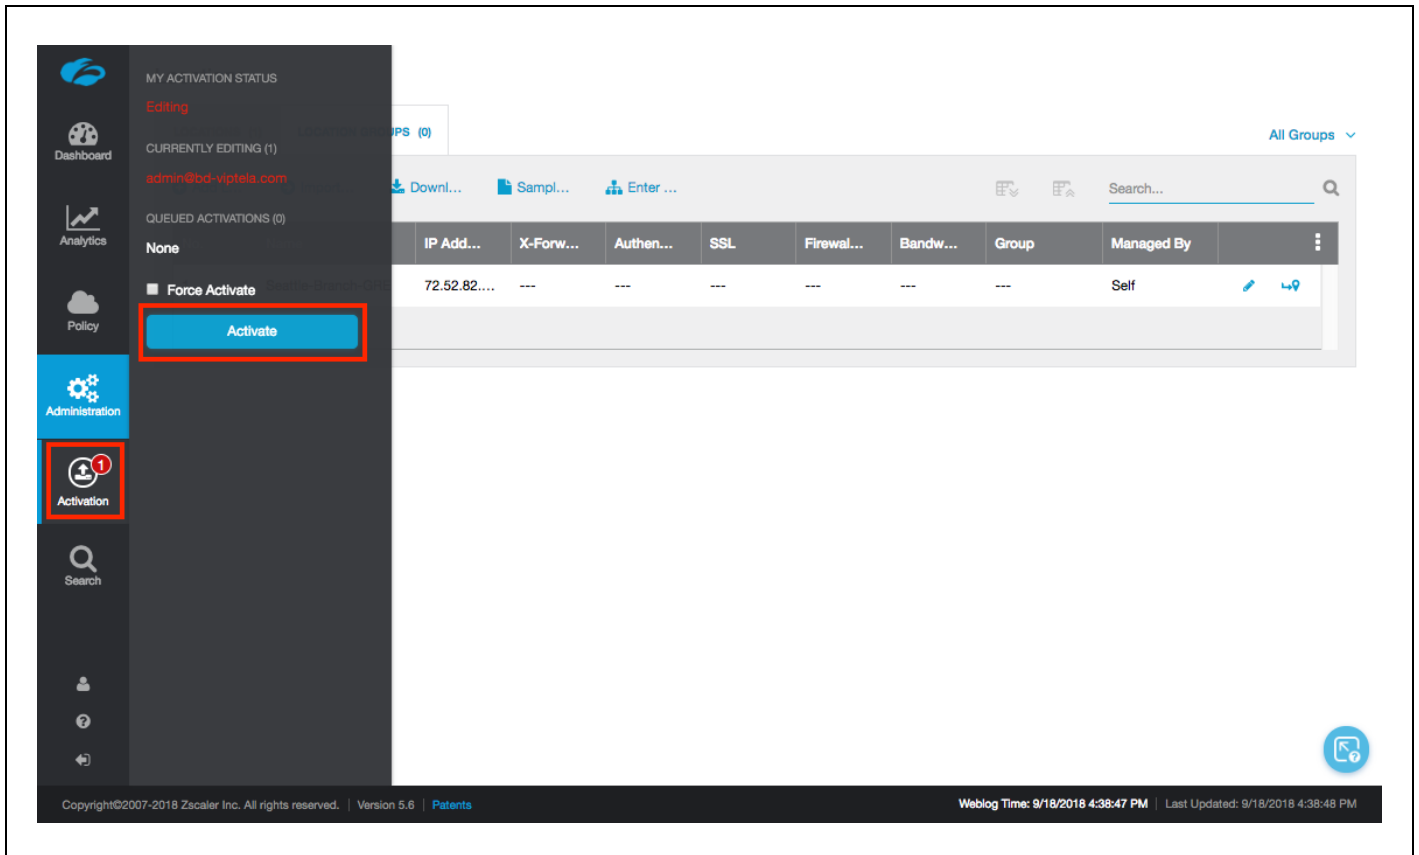 MY ACTIVATION STATUS
Editing
CURRENTLY EDITING (1)
admin@bd-viptela.com
QUEUED ACTIVATIONS (0)
None
Force Activate
Activate
Dashboard
Analytics
Policy
Administration
1
Activation
Search
LOCATION GROUPS (0)
All Groups
Downl...
Sampl...
Enter ...
Search...
IP Add... X-Forw... Authen... SSL Firewal... Bandw... Group Managed By
72.52.82.... --- --- --- --- --- --- Self
Copyright©2007-2018 Zscaler Inc. All rights reserved. | Version 5.6 | Patents
Weblog Time: 9/18/2018 4:38:47 PM | Last Updated: 9/18/2018 4:38:48 PM